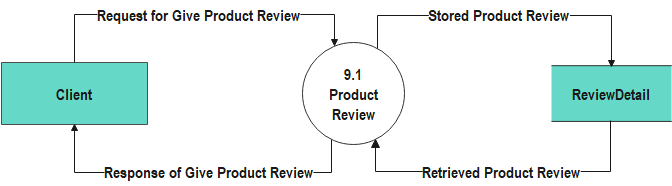 Request for Give Product Review
Stored Product Review
Client
9.1
Product
Review
ReviewDetail
Response of Give Product Review
Retrieved Product Review